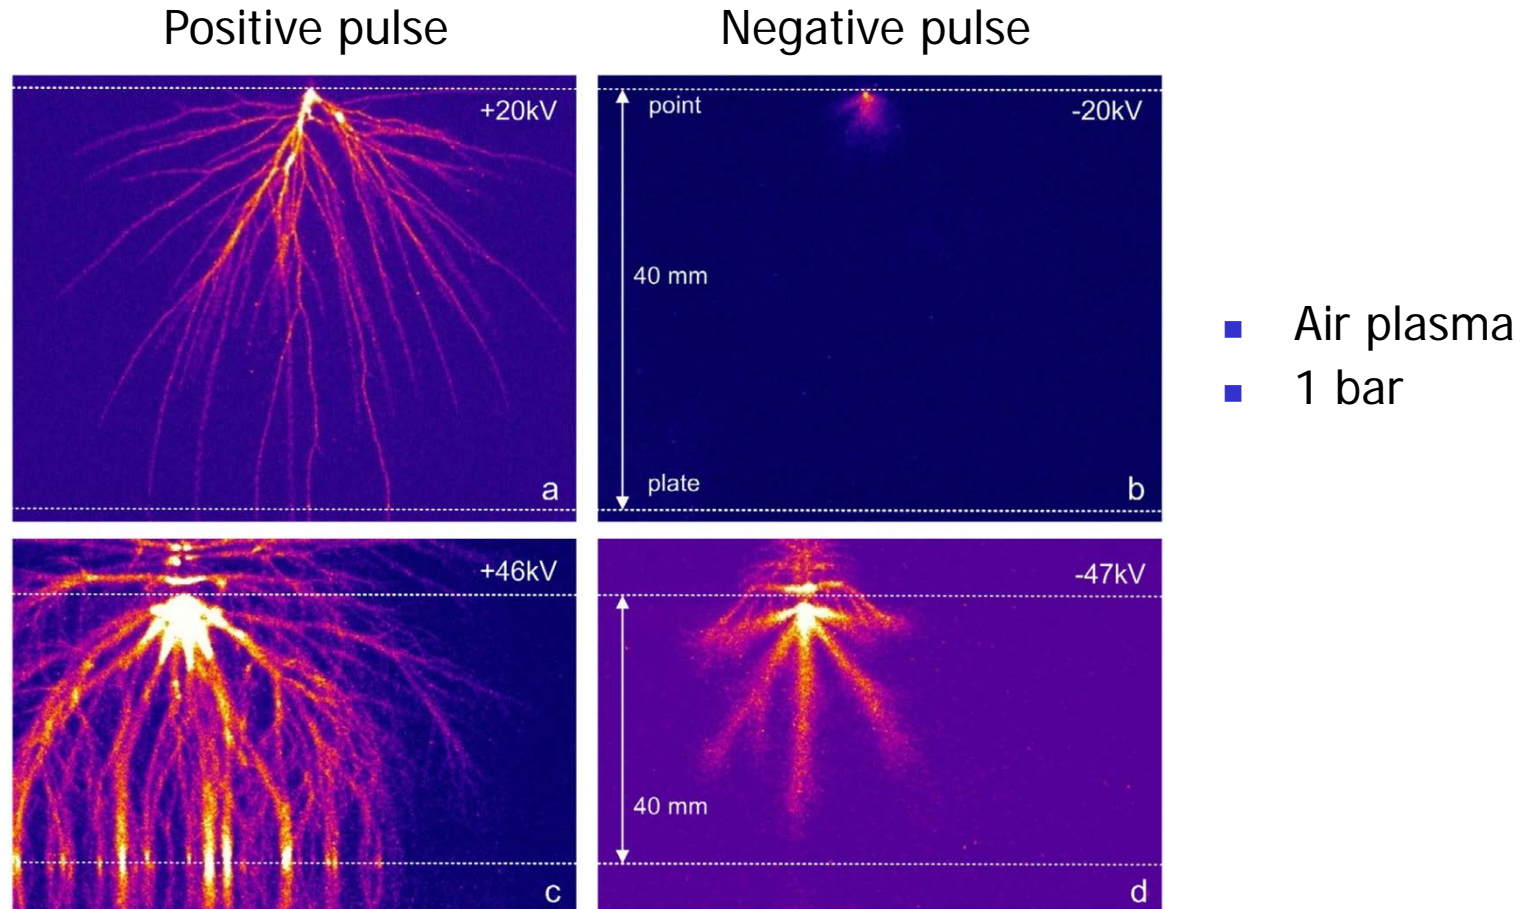 Positive pulse
Negative pulse
+20kV
a
point
-20kV
40 mm
plate
b
+46kV
c
-47kV
40 mm
d
Air plasma
1 bar